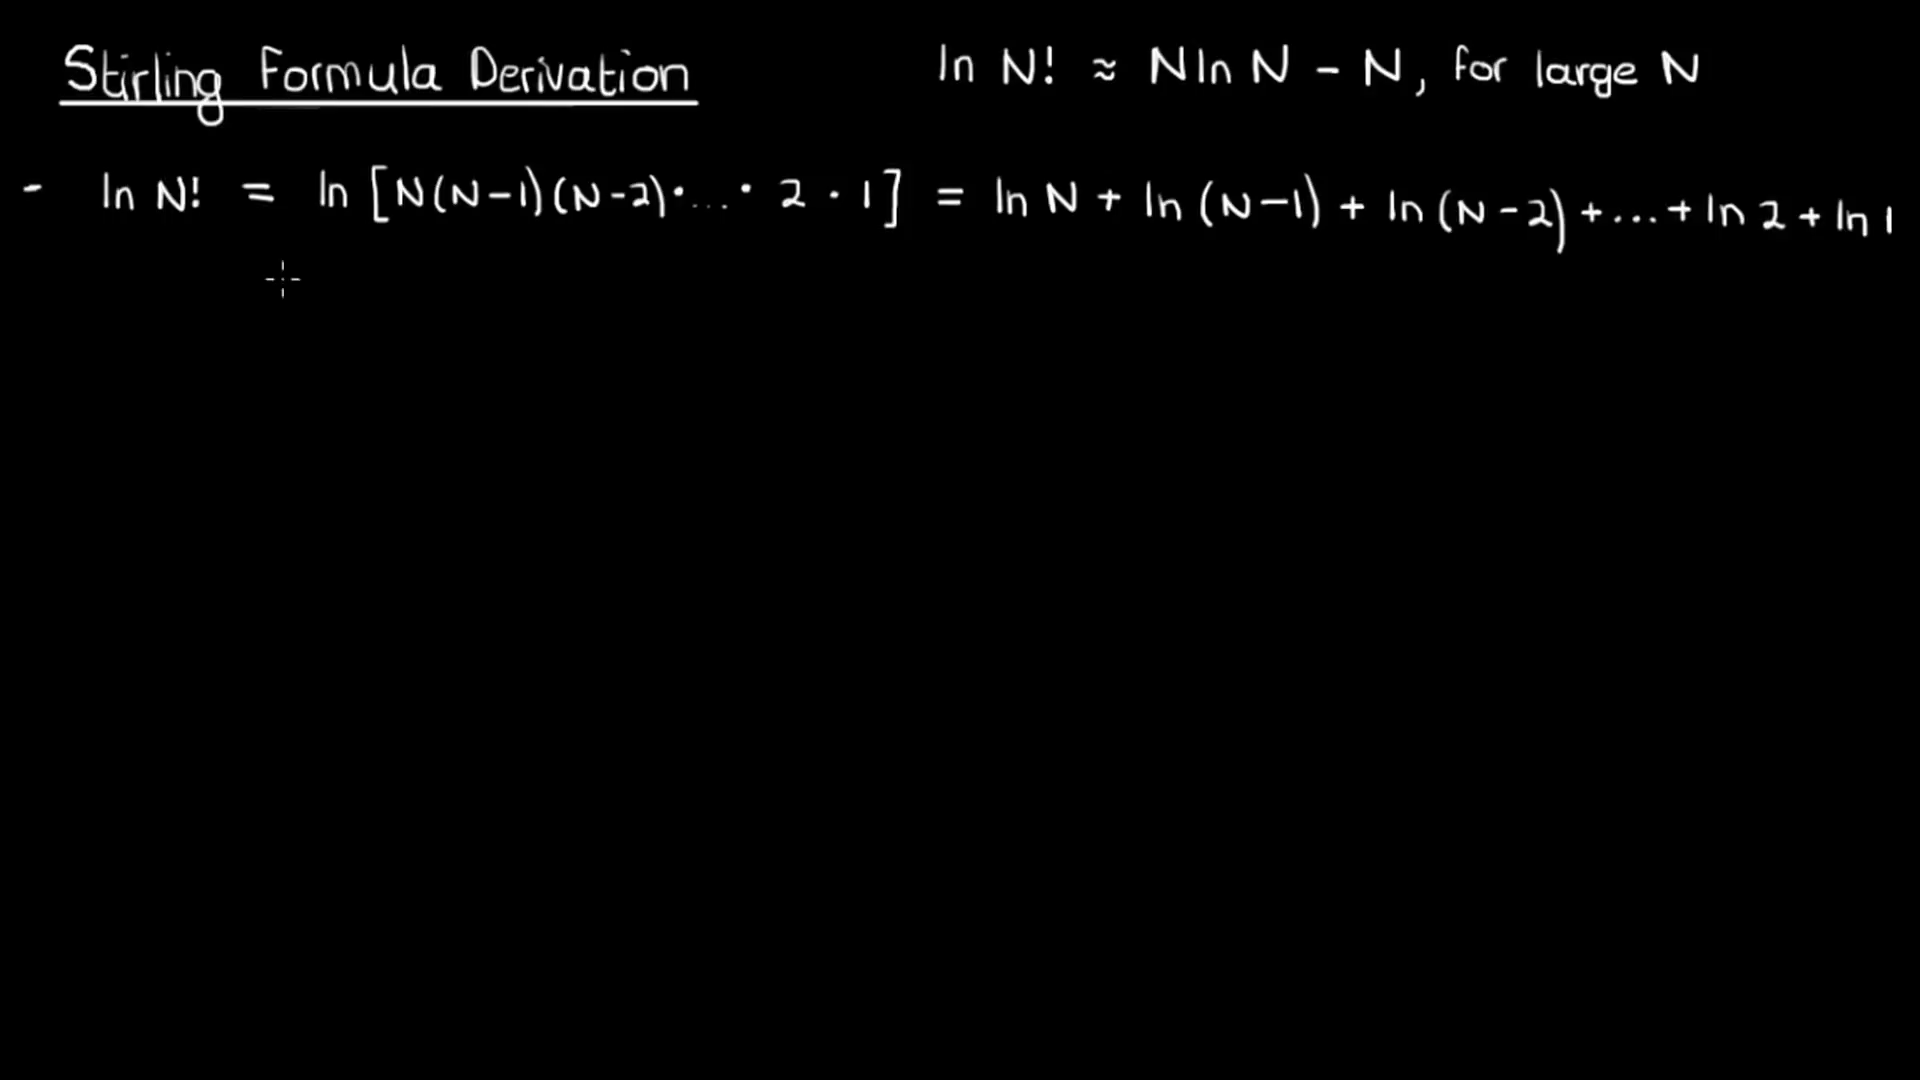 Stirling Formula Derivation
ln N! ≈ N ln N - N, for large N
- ln N! = ln [N(N-1)(N-2)·...· 2 · 1] = ln N + ln (N-1) + ln (N-2) +...+ ln 2 + ln 1